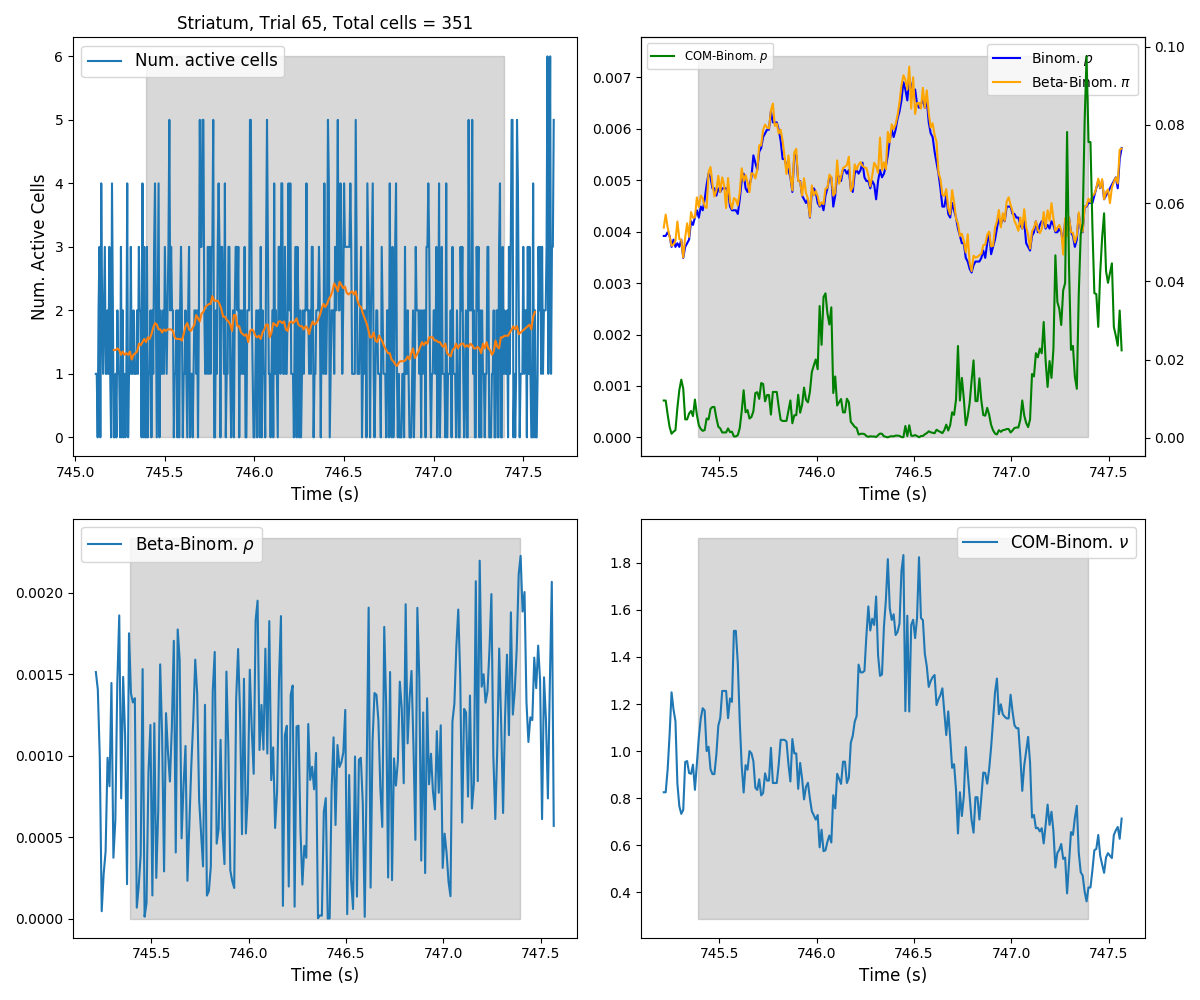 Striatum, Trial 65, Total cells = 351
Num. active cells
Num. Active Cells
6
5
4
3
2
1
0
745.0 745.5 746.0 746.5 747.0 747.5
Time (s)
COM-Binom. p
Binom. p
Beta-Binom. π
0.007
0.006
0.005
0.004
0.003
0.002
0.001
0.000
0.10
0.08
0.06
0.04
0.02
0.00
745.5 746.0 746.5 747.0 747.5
Time (s)
Beta-Binom. ρ
0.0020
0.0015
0.0010
0.0005
0.0000
745.5 746.0 746.5 747.0 747.5
Time (s)
COM-Binom. ν
1.8
1.6
1.4
1.2
1.0
0.8
0.6
0.4
745.5 746.0 746.5 747.0 747.5
Time (s)